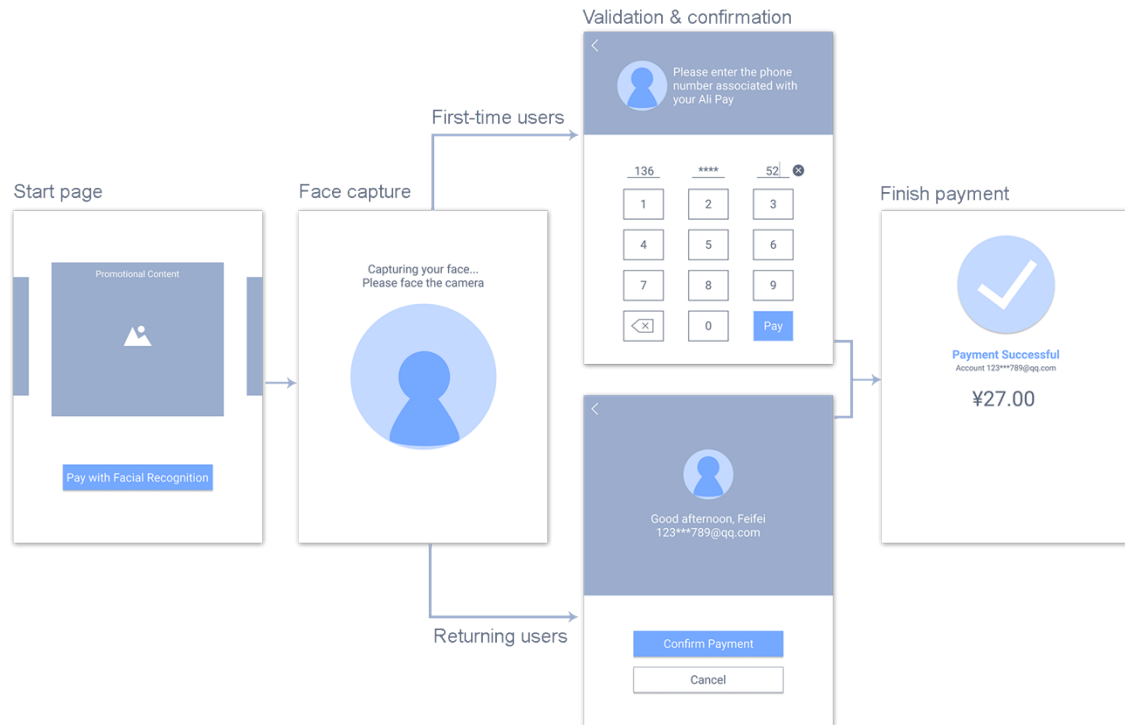 Start page
Promotional Content
Pay with Facial Recognition
Face capture
Capturing your face...
Please face the camera
First-time users
Returning users
Validation & confirmation
Please enter the phone
number associated with
your Ali Pay
136 **** 52
1 2 3
4 5 6
7 8 9
0 Pay
Good afternoon, Feifei
123***789@qq.com
Confirm Payment
Cancel
Finish payment
Payment Successful
Account 123***789@qq.com
¥27.00